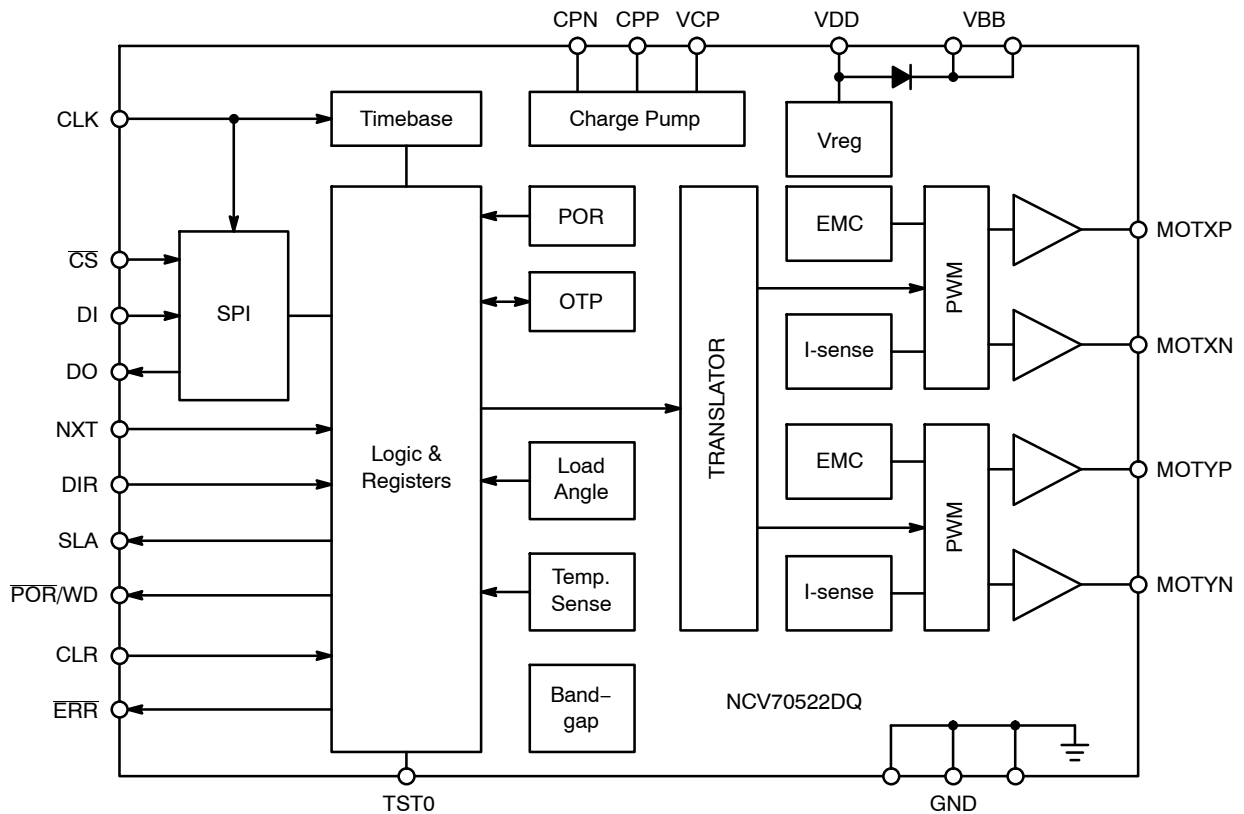 CPN CPP VCP VDD VBB
CLK
Timebase
Charge Pump
Vreg
POR
EMC
MOTXP
CS
DI
SPI
OTP
PWM
DO
I-sense
MOTXN
NXT
TRANSLATOR
Logic &
Registers
Load
Angle
EMC
MOTYP
DIR
SLA
PWM
POR/WD
Temp.
Sense
I-sense
MOTYN
CLR
ERR
Band–
gap
NCV70522DQ
TST0
GND